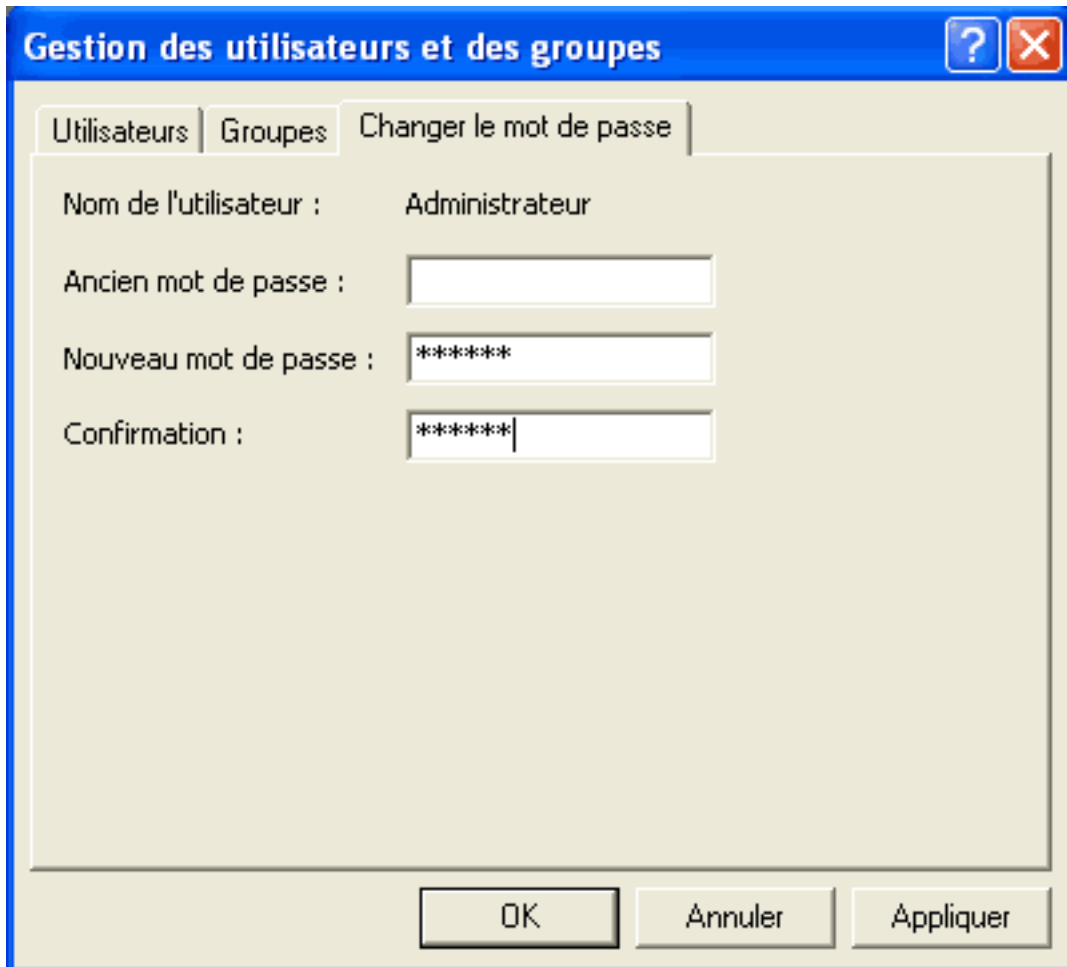 Gestion des utilisateurs et des groupes ?
Utilisateurs Groupes Changer le mot de passe
Nom de l'utilisateur : Administrateur
Ancien mot de passe :
Nouveau mot de passe : ******
Confirmation : ******
OK Annuler Appliquer